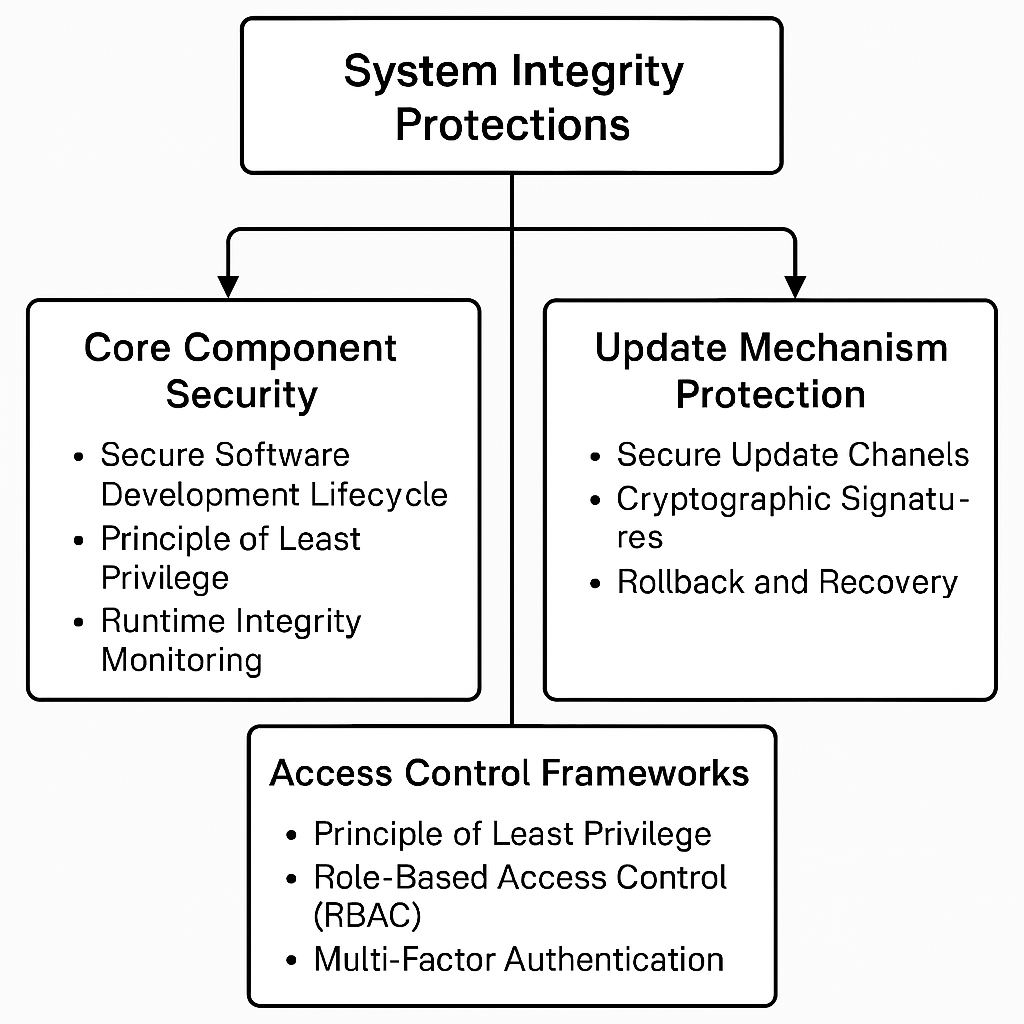 System Integrity
Protections
Core Component
Security
• Secure Software
Development Lifecycle
• Principle of Least
Privilege
• Runtime Integrity
Monitoring
Update Mechanism
Protection
• Secure Update Chanels
• Cryptographic Signatu-
res
• Rollback and Recovery
Access Control Frameworks
• Principle of Least Privilege
• Role-Based Access Control
(RBAC)
• Multi-Factor Authentication